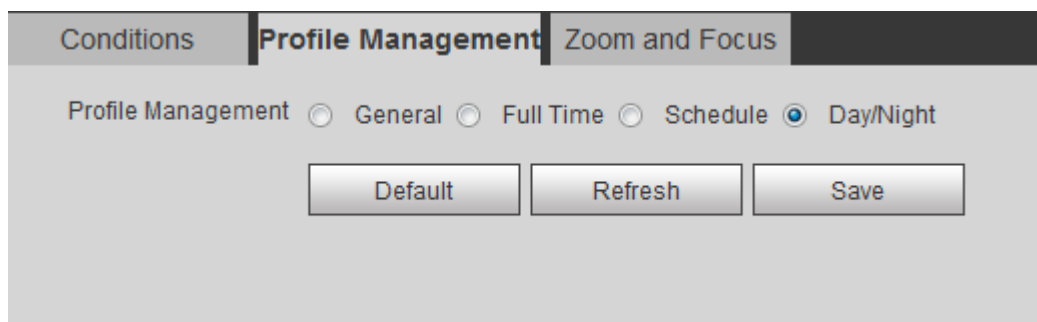 Conditions Profile Management Zoom and Focus
Profile Management General Full Time Schedule Day/Night
Default Refresh Save